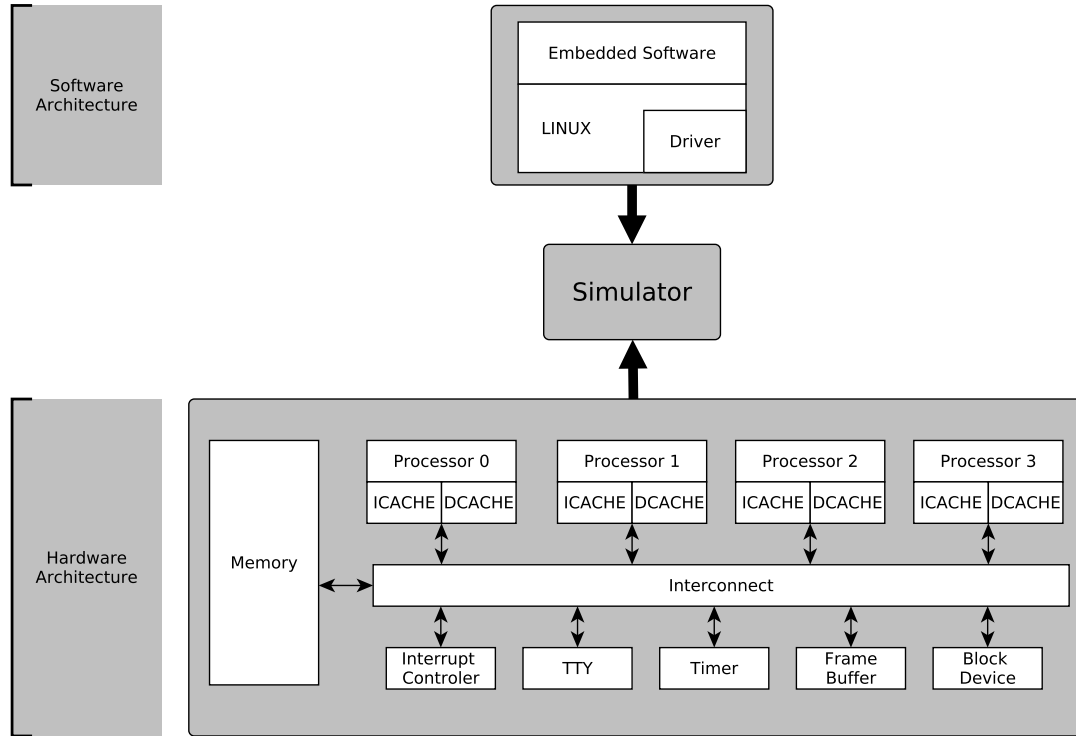 Software
Architecture
Embedded Software
LINUX
Driver
Simulator
Hardware
Architecture
Memory
Processor 0
ICACHE DCACHE
Processor 1
ICACHE DCACHE
Processor 2
ICACHE DCACHE
Processor 3
ICACHE DCACHE
Interconnect
Interrupt
Controler
TTY
Timer
Frame
Buffer
Block
Device